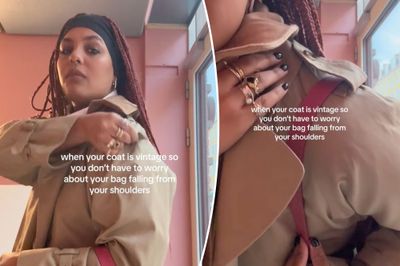 when your coat is vintage so
you don't have to worry
about your bag falling from
your shoulders
when your coat is vintage so
you don't have to worry
about your bag falling from
your shoulders